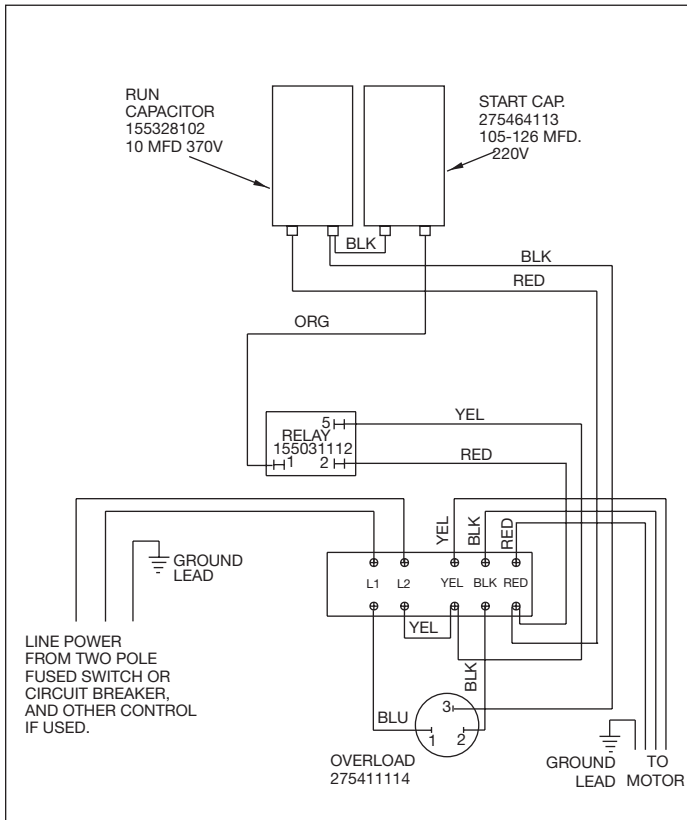 RUN
CAPACITOR
155328102
10 MFD 370V
START CAP.
275464113
105-126 MFD.
220V
BLK
BLK
RED
ORG
YEL
5
RELAY
155031112
1
2
RED
YEL
BLK
RED
GROUND
LEAD
L1
L2
YEL
BLK
RED
YEL
LINE POWER
FROM TWO POLE
FUSED SWITCH OR
CIRCUIT BREAKER,
AND OTHER CONTROL
IF USED.
BLK
BLU
3
1
2
OVERLOAD
275411114
GROUND
LEAD
TO
MOTOR